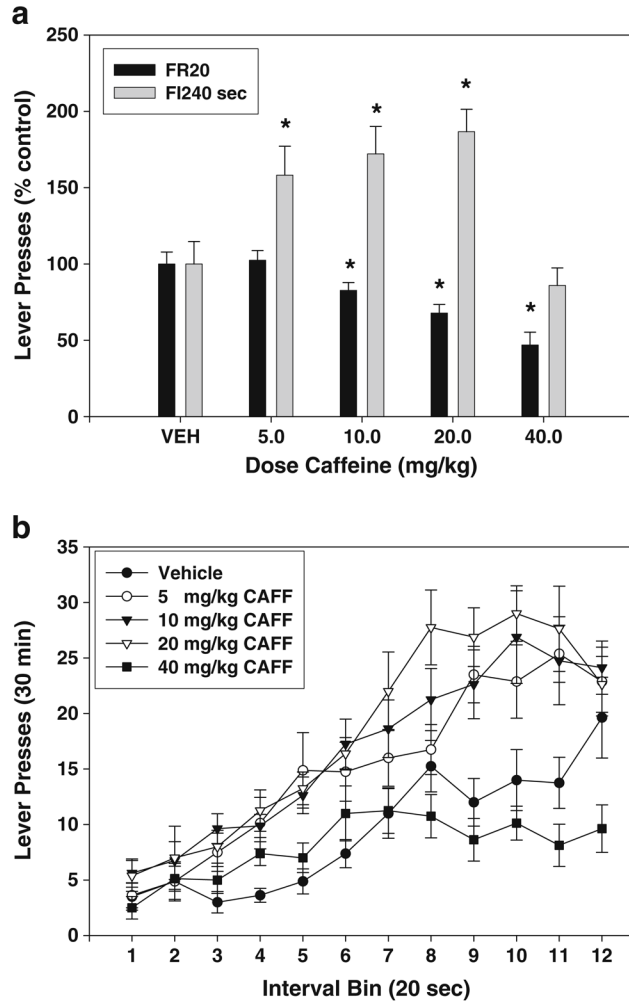 a
250
200
150
100
50
0
Lever Presses (% control)
FR20
FI240 sec
* * *
* * *
VEH 5.0 10.0 20.0 40.0
Dose Caffeine (mg/kg)
b
35
30
25
20
15
10
5
0
Lever Presses (30 min)
Vehicle
5 mg/kg CAFF
10 mg/kg CAFF
20 mg/kg CAFF
40 mg/kg CAFF
1 2 3 4 5 6 7 8 9 10 11 12
Interval Bin (20 sec)